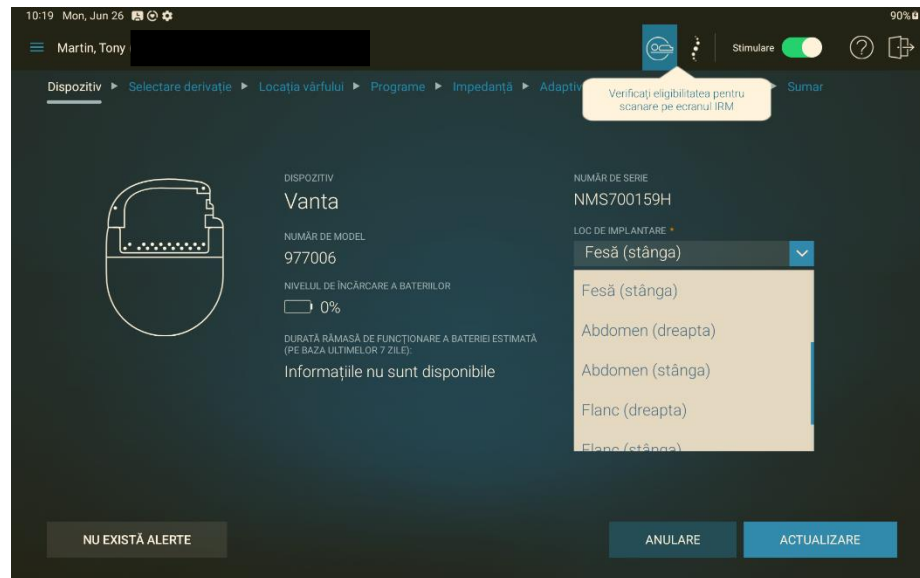 10:19 Mon, Jun 26
90%
Martin, Tony
Stimulare
Dispozitiv ▶ Selectare derivație ▶ Locația vârfului ▶ Programe ▶ Impedanță ▶
Sumar
Verificați eligibilitatea pentru
scanare pe ecranul IRM
DISPOZITIV
Vanta
NUMĂR DE MODEL
977006
NIVELUL DE ÎNCĂRCARE A BATERIILOR
0%
DURATĂ RĂMASĂ DE FUNCȚIONARE A BATERIEI ESTIMATĂ
(PE BAZA ULTIMELOR 7 ZILE):
Informațiile nu sunt disponibile
NUMĂR DE SERIE
NMS700159H
LOC DE IMPLANTARE *
Fesă (stânga)
Fesă (stânga)
Abdomen (dreapta)
Abdomen (stânga)
Flanc (dreapta)
Flanc (stânga)
NU EXISTĂ ALERTE
ANULARE
ACTUALIZARE